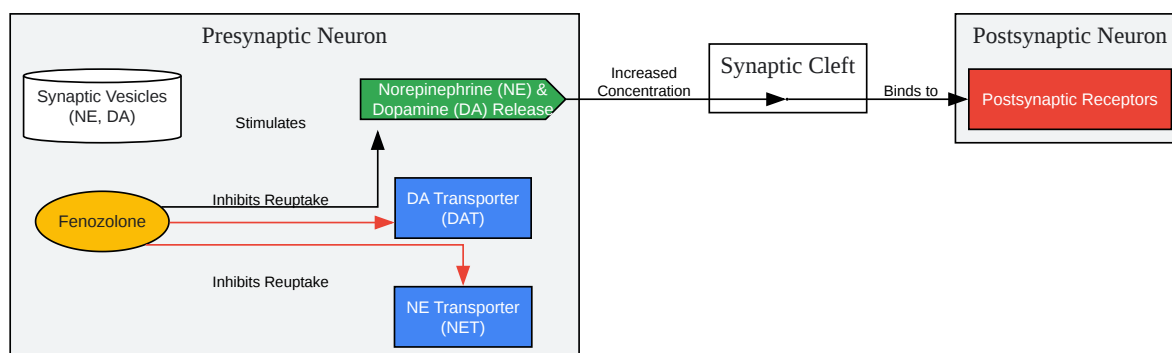 Presynaptic Neuron
Synaptic Vesicles
(NE, DA)
Stimulates
Norepinephrine (NE) &
Dopamine (DA) Release
Increased
Concentration
Synaptic Cleft
Binds to
Postsynaptic Neuron
Postsynaptic Receptors
Fenozolone
Inhibits Reuptake
DA Transporter
(DAT)
Inhibits Reuptake
NE Transporter
(NET)